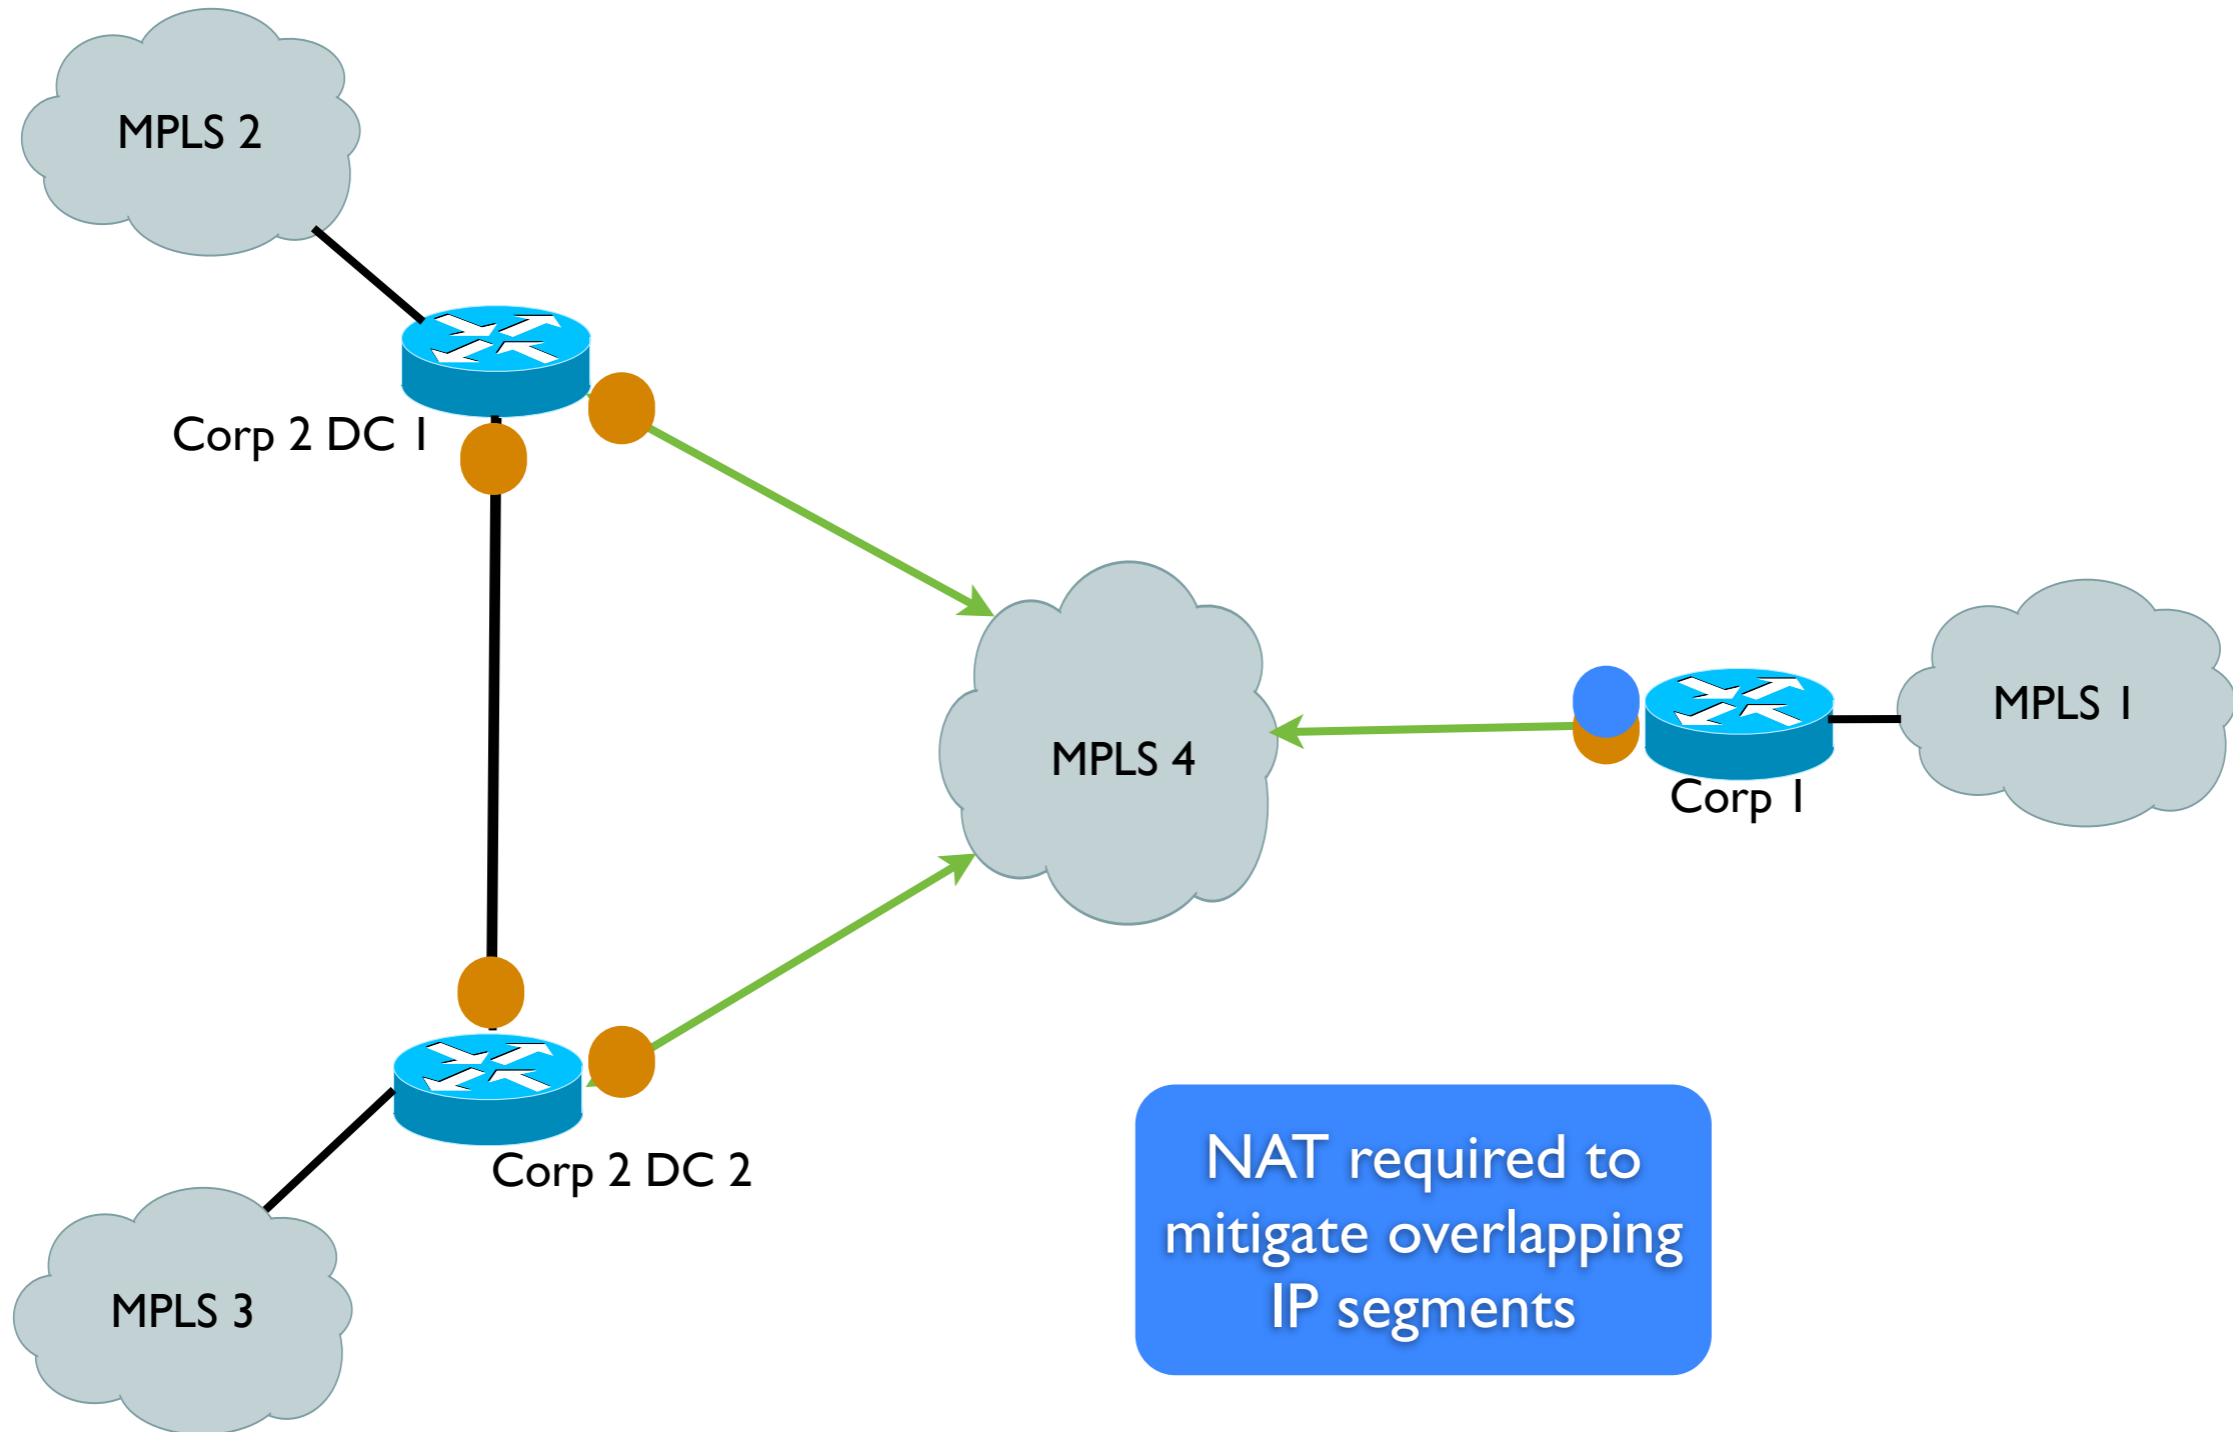 MPLS 2
Corp 2 DC 1
MPLS 4
MPLS 1
Corp 1
Corp 2 DC 2
NAT required to
mitigate overlapping
IP segments
MPLS 3